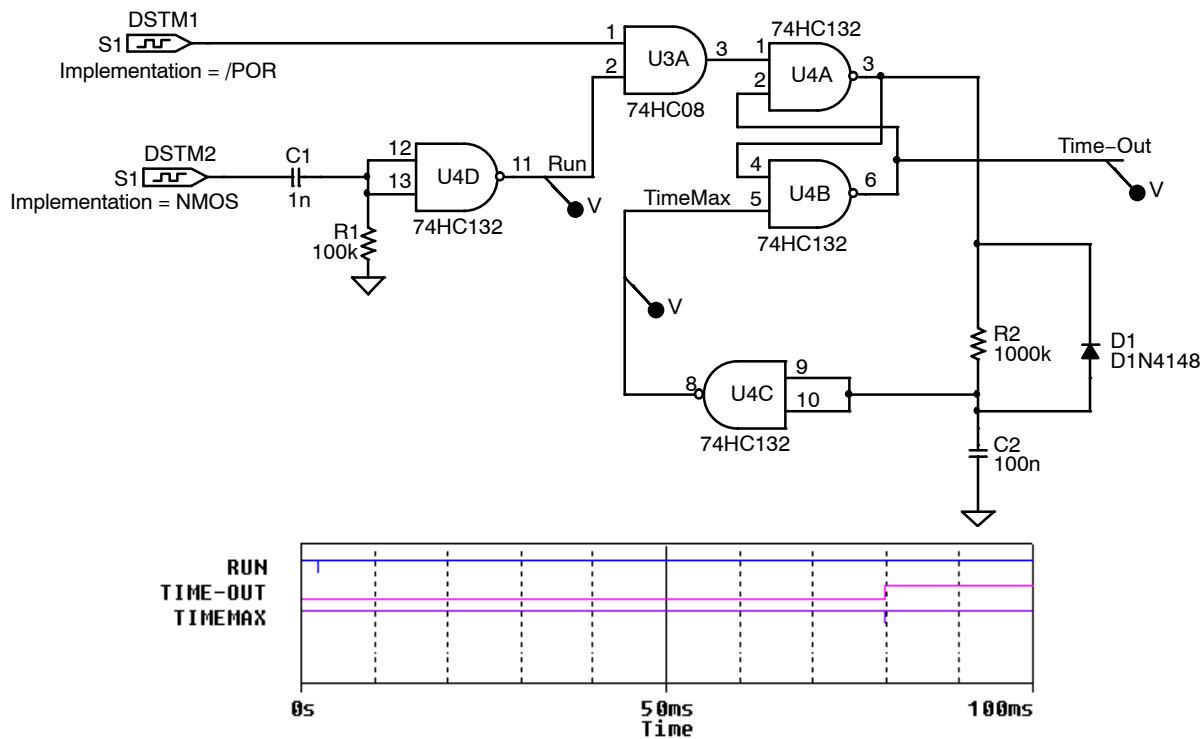 DSTM1
S1
Implementation = /POR
1
2
U3A
3
74HC08
74HC132
1
2
U4A
3
DSTM2
S1
Implementation = NMOS
C1
1n
12
13
U4D
11
Run
V
74HC132
R1
100k
4
5
U4B
6
TimeMax
74HC132
Time−Out
V
V
R2
1000k
D1
D1N4148
8
U4C
9
10
74HC132
C2
100n
RUN
TIME-OUT
TIMEMAX
0s
50ms
100ms
Time